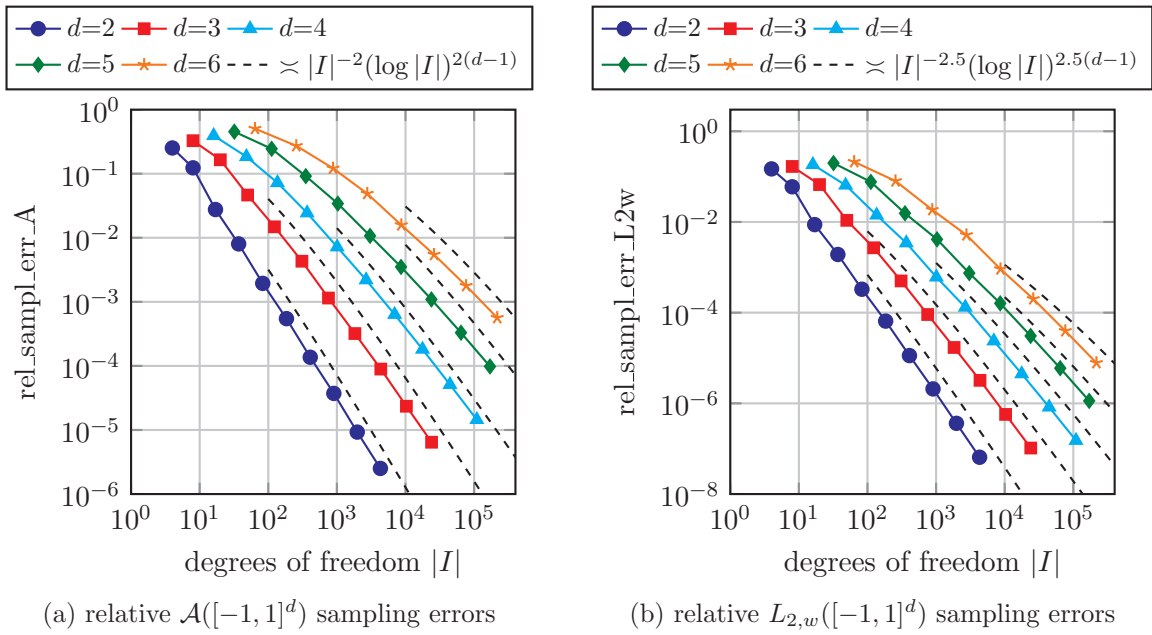 d=2 d=3 d=4
d=5 d=6 ≍ |I|^{-2}(log |I|)^{2(d−1)}
rel_sampl_err_A
10^0
10^{-1}
10^{-2}
10^{-3}
10^{-4}
10^{-5}
10^{-6}
10^0 10^1 10^2 10^3 10^4 10^5
degrees of freedom |I|
(a) relative 𝒜([−1, 1]^d) sampling errors
d=2 d=3 d=4
d=5 d=6 ≍ |I|^{-2.5}(log |I|)^{2.5(d−1)}
rel_sampl_err_L2w
10^0
10^{-2}
10^{-4}
10^{-6}
10^{-8}
10^0 10^1 10^2 10^3 10^4 10^5
degrees of freedom |I|
(b) relative L_{2,w}([−1, 1]^d) sampling errors